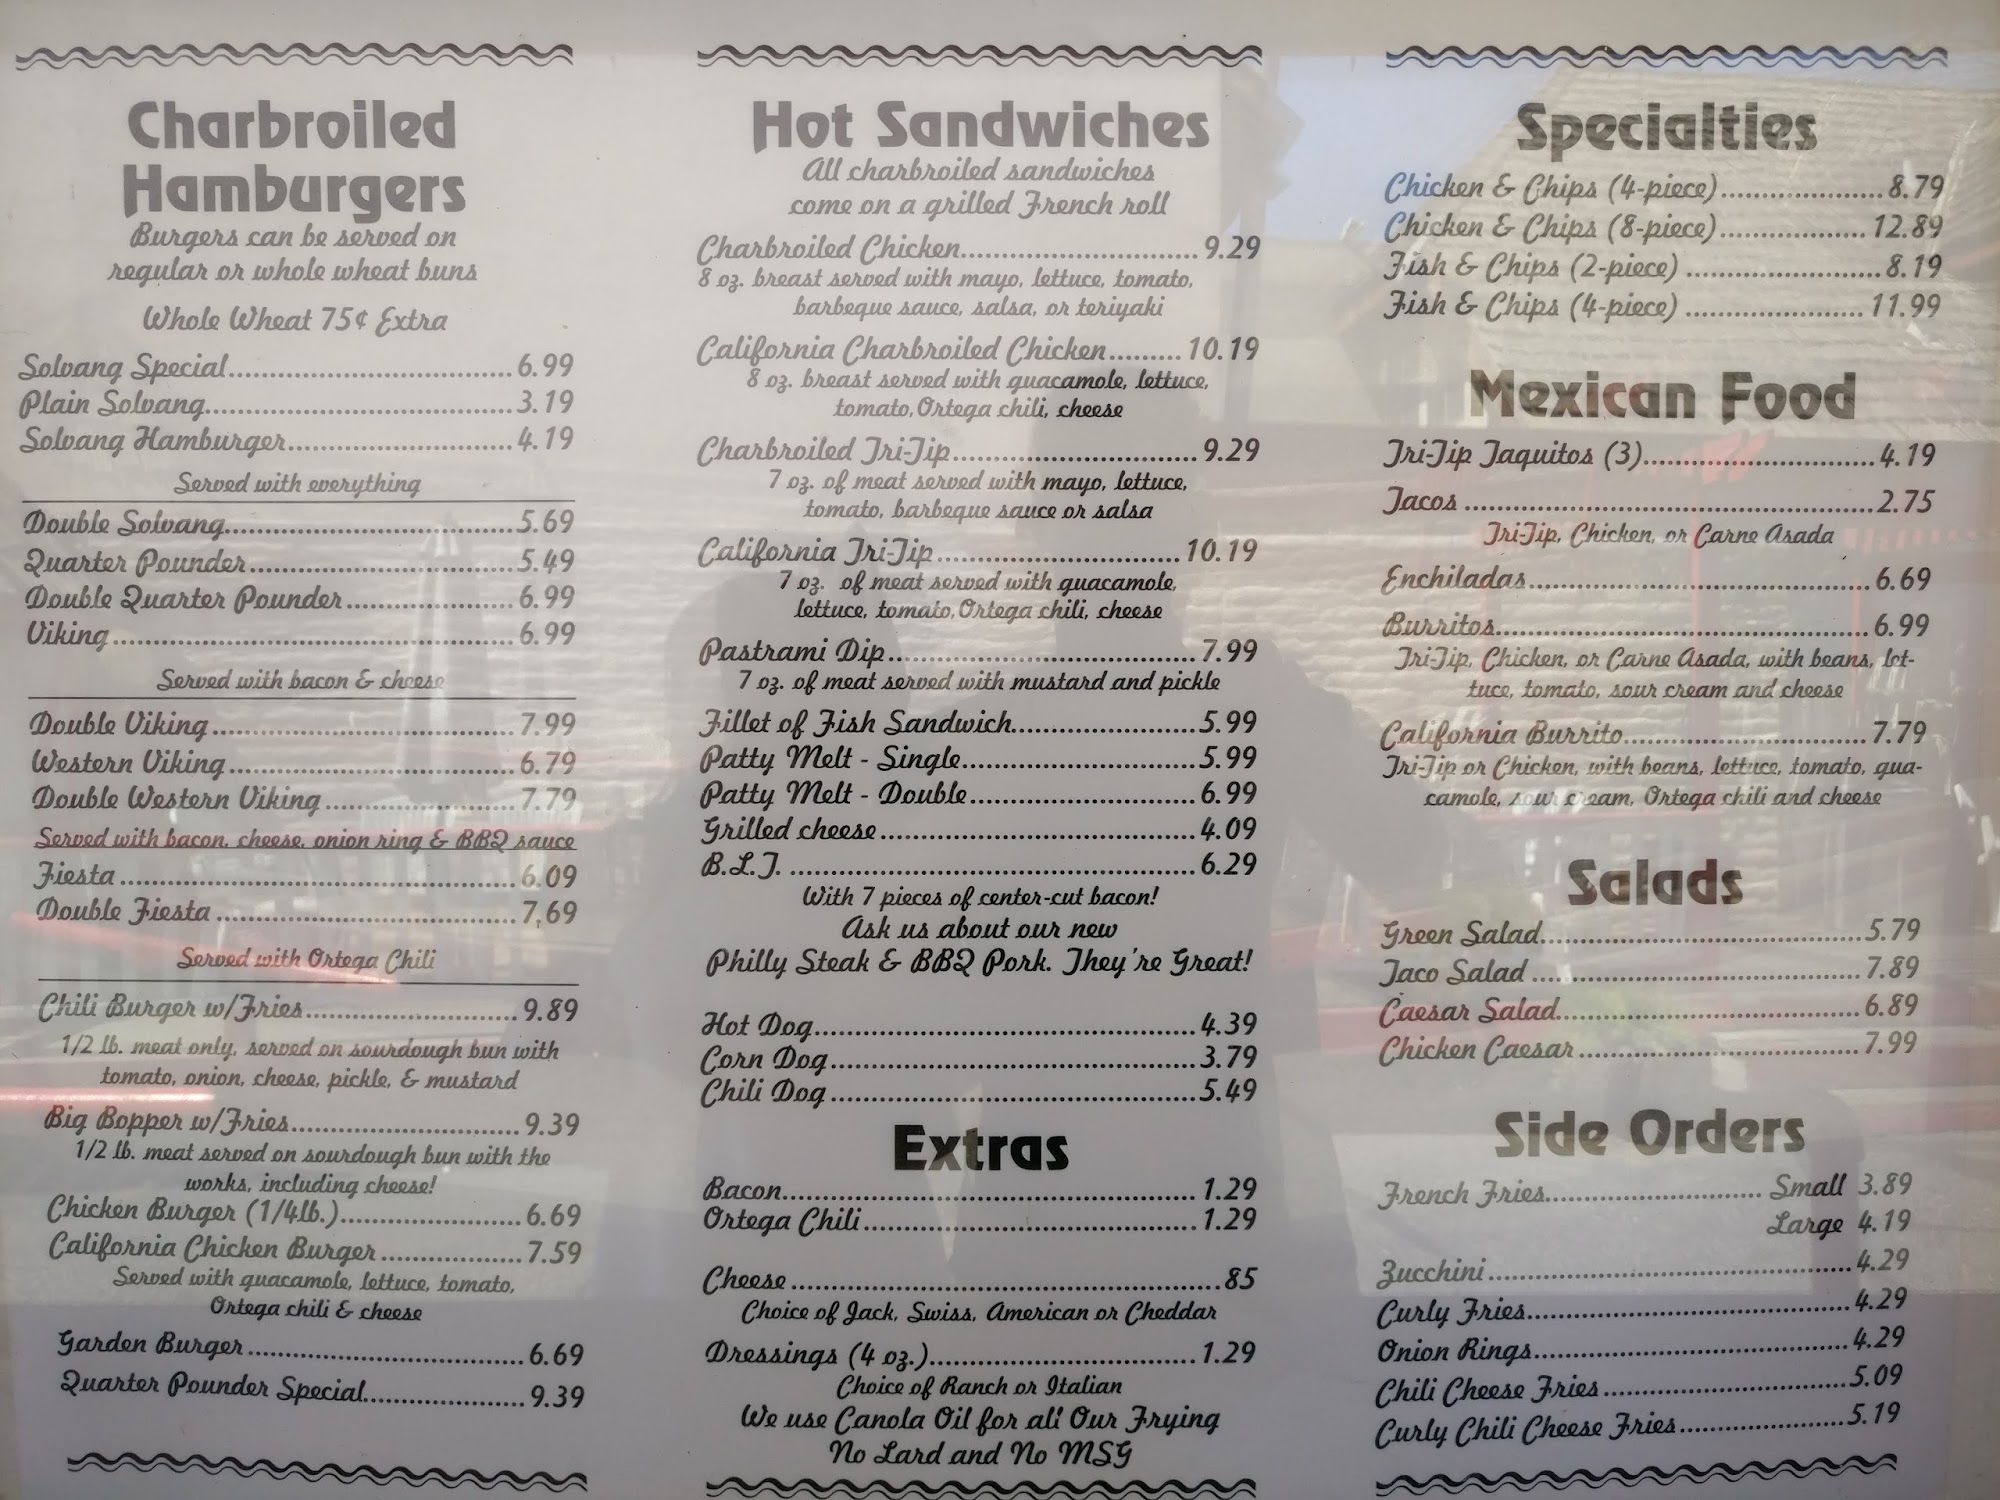 Charbroiled
Hamburgers
Burgers can be served on
regular or whole wheat buns
Whole Wheat 75¢ Extra
Solvang Special 6.99
Plain Solvang 3.19
Solvang Hamburger 4.19
Served with everything
Double Solvang 5.69
Quarter Pounder 5.49
Double Quarter Pounder 6.99
Viking 6.99
Served with bacon & cheese
Double Viking 7.99
Western Viking 6.79
Double Western Viking 7.79
Served with bacon, cheese, onion ring & BBQ sauce
Fiesta 6.09
Double Fiesta 7.69
Served with Ortega Chili
Chili Burger w/Fries 9.89
1/2 lb. meat only, served on sourdough bun with
tomato, onion, cheese, pickle, & mustard
Big Bopper w/Fries 9.39
1/2 lb. meat served on sourdough bun with the
works, including cheese!
Chicken Burger (1/4lb.) 6.69
California Chicken Burger 7.59
Served with guacamole, lettuce, tomato,
Ortega chili & cheese
Garden Burger 6.69
Quarter Pounder Special 9.39
Hot Sandwiches
All charbroiled sandwiches
come on a grilled French roll
Charbroiled Chicken 9.29
8 oz. breast served with mayo, lettuce, tomato,
barbeque sauce, salsa, or teriyaki
California Charbroiled Chicken 10.19
8 oz. breast served with guacamole, lettuce,
tomato, Ortega chili, cheese
Charbroiled Tri-Tip 9.29
7 oz. of meat served with mayo, lettuce,
tomato, barbeque sauce or salsa
California Tri-Tip 10.19
7 oz. of meat served with guacamole,
lettuce, tomato, Ortega chili, cheese
Pastrami Dip 7.99
7 oz. of meat served with mustard and pickle
Fillet of Fish Sandwich 5.99
Patty Melt - Single 5.99
Patty Melt - Double 6.99
Grilled cheese 4.09
B.L.T. 6.29
With 7 pieces of center-cut bacon!
Ask us about our new
Philly Steak & BBQ Pork. They're Great!
Hot Dog 4.39
Corn Dog 3.79
Chili Dog 5.49
Extras
Bacon 1.29
Ortega Chili 1.29
Cheese .85
Choice of Jack, Swiss, American or Cheddar
Dressings (4 oz.) 1.29
Choice of Ranch or Italian
We use Canola Oil for all Our Frying
No Lard and No MSG
Specialties
Chicken & Chips (4-piece) 8.79
Chicken & Chips (8-piece) 12.89
Fish & Chips (2-piece) 8.19
Fish & Chips (4-piece) 11.99
Mexican Food
Tri-Tip Taquitos (3) 4.19
Tacos 2.75
Tri-Tip, Chicken, or Carne Asada
Enchiladas 6.69
Burritos 6.99
Tri-Tip, Chicken, or Carne Asada, with beans, let-
tuce, tomato, sour cream and cheese
California Burrito 7.79
Tri-Tip or Chicken, with beans, lettuce, tomato, gua-
camole, sour cream, Ortega chili and cheese
Salads
Green Salad 5.79
Taco Salad 7.89
Caesar Salad 6.89
Chicken Caesar 7.99
Side Orders
French Fries Small 3.89
Large 4.19
Zucchini 4.29
Curly Fries 4.29
Onion Rings 4.29
Chili Cheese Fries 5.09
Curly Chili Cheese Fries 5.19